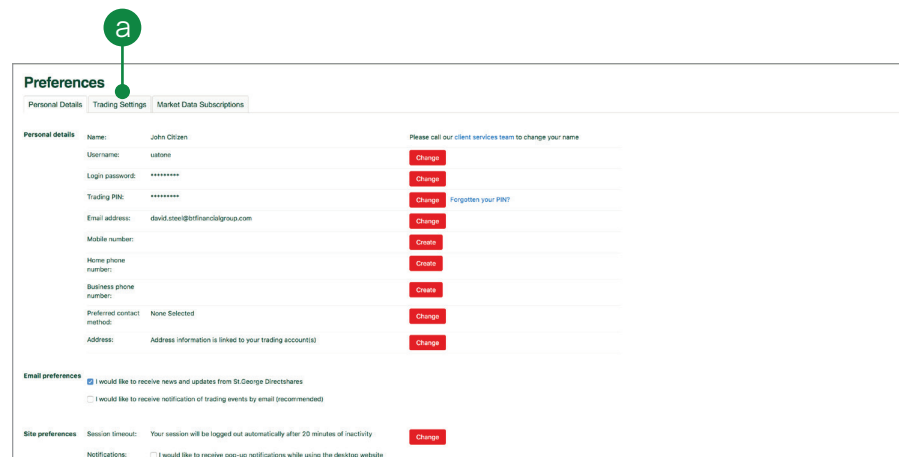 a
Preferences
Personal Details Trading Settings Market Data Subscriptions
Personal details Name: John Citizen Please call our client services team to change your name
Username: uatone Change
Login password: ********* Change
Trading PIN: ********* Change Forgotten your PIN?
Email address: david.steel@btfinancialgroup.com Change
Mobile number: Create
Home phone
number: Create
Business phone
number: Create
Preferred contact
method: None Selected Change
Address: Address information is linked to your trading account(s) Change
Email preferences I would like to receive news and updates from St.George Directshares
I would like to receive notification of trading events by email (recommended)
Site preferences Session timeout: Your session will be logged out automatically after 20 minutes of inactivity Change
Notifications: I would like to receive pop-up notifications while using the desktop website